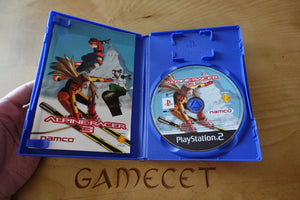 ALPINE RACER
3
namco
ALPINE RACER
3
namco
PlayStation.2
GAMECET